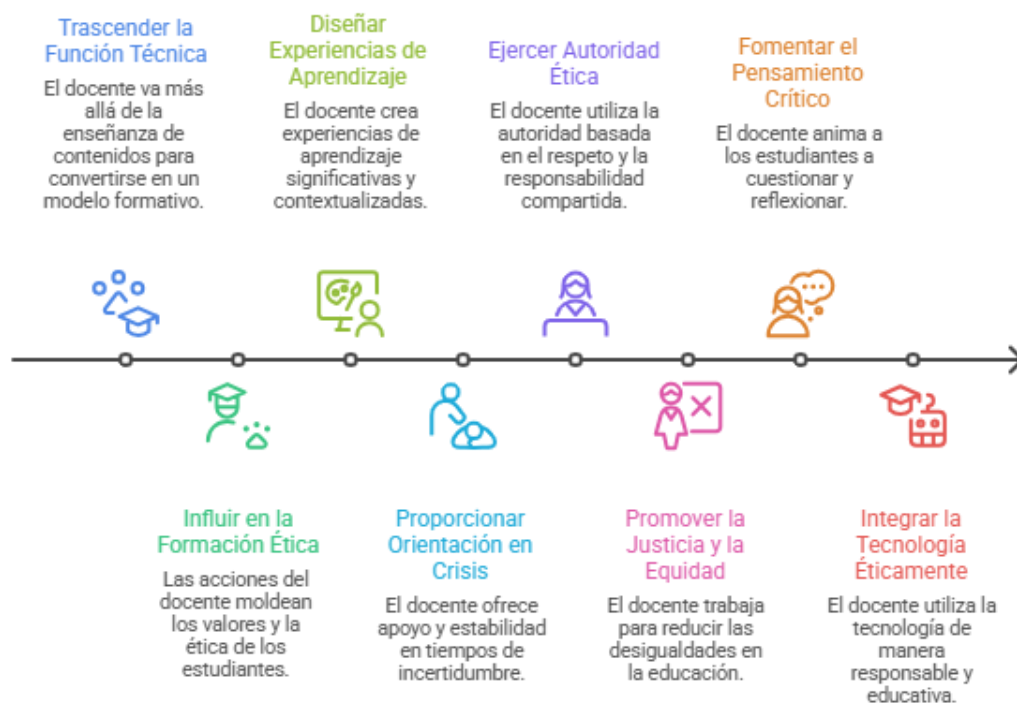 Trascender la
Función Técnica
El docente va más
allá de la
enseñanza de
contenidos para
convertirse en un
modelo formativo.
Diseñar
Experiencias de
Aprendizaje
El docente crea
experiencias de
aprendizaje
significativas y
contextualizadas.
Ejercer Autoridad
Ética
El docente utiliza la
autoridad basada
en el respeto y la
responsabilidad
compartida.
Fomentar el
Pensamiento
Crítico
El docente anima a
los estudiantes a
cuestionar y
reflexionar.
Influir en la
Formación Ética
Las acciones del
docente moldean
los valores y la
ética de los
estudiantes.
Proporcionar
Orientación en
Crisis
El docente ofrece
apoyo y estabilidad
en tiempos de
incertidumbre.
Promover la
Justicia y la
Equidad
El docente trabaja
para reducir las
desigualdades en
la educación.
Integrar la
Tecnología
Éticamente
El docente utiliza la
tecnología de
manera
responsable y
educativa.